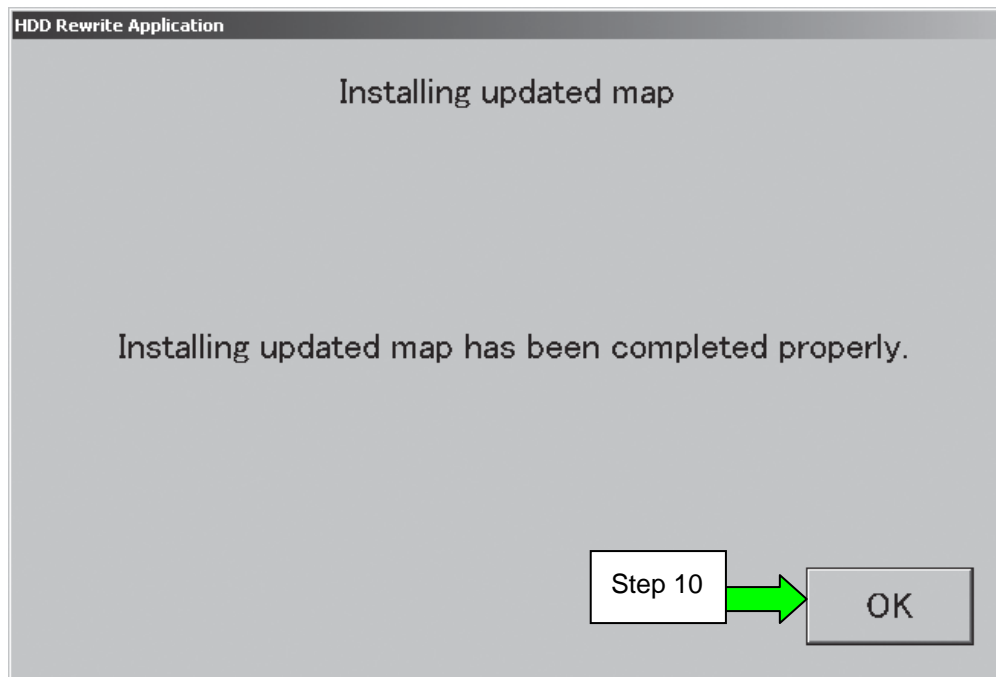 HDD Rewrite Application
Installing updated map
Installing updated map has been completed properly.
Step 10
OK